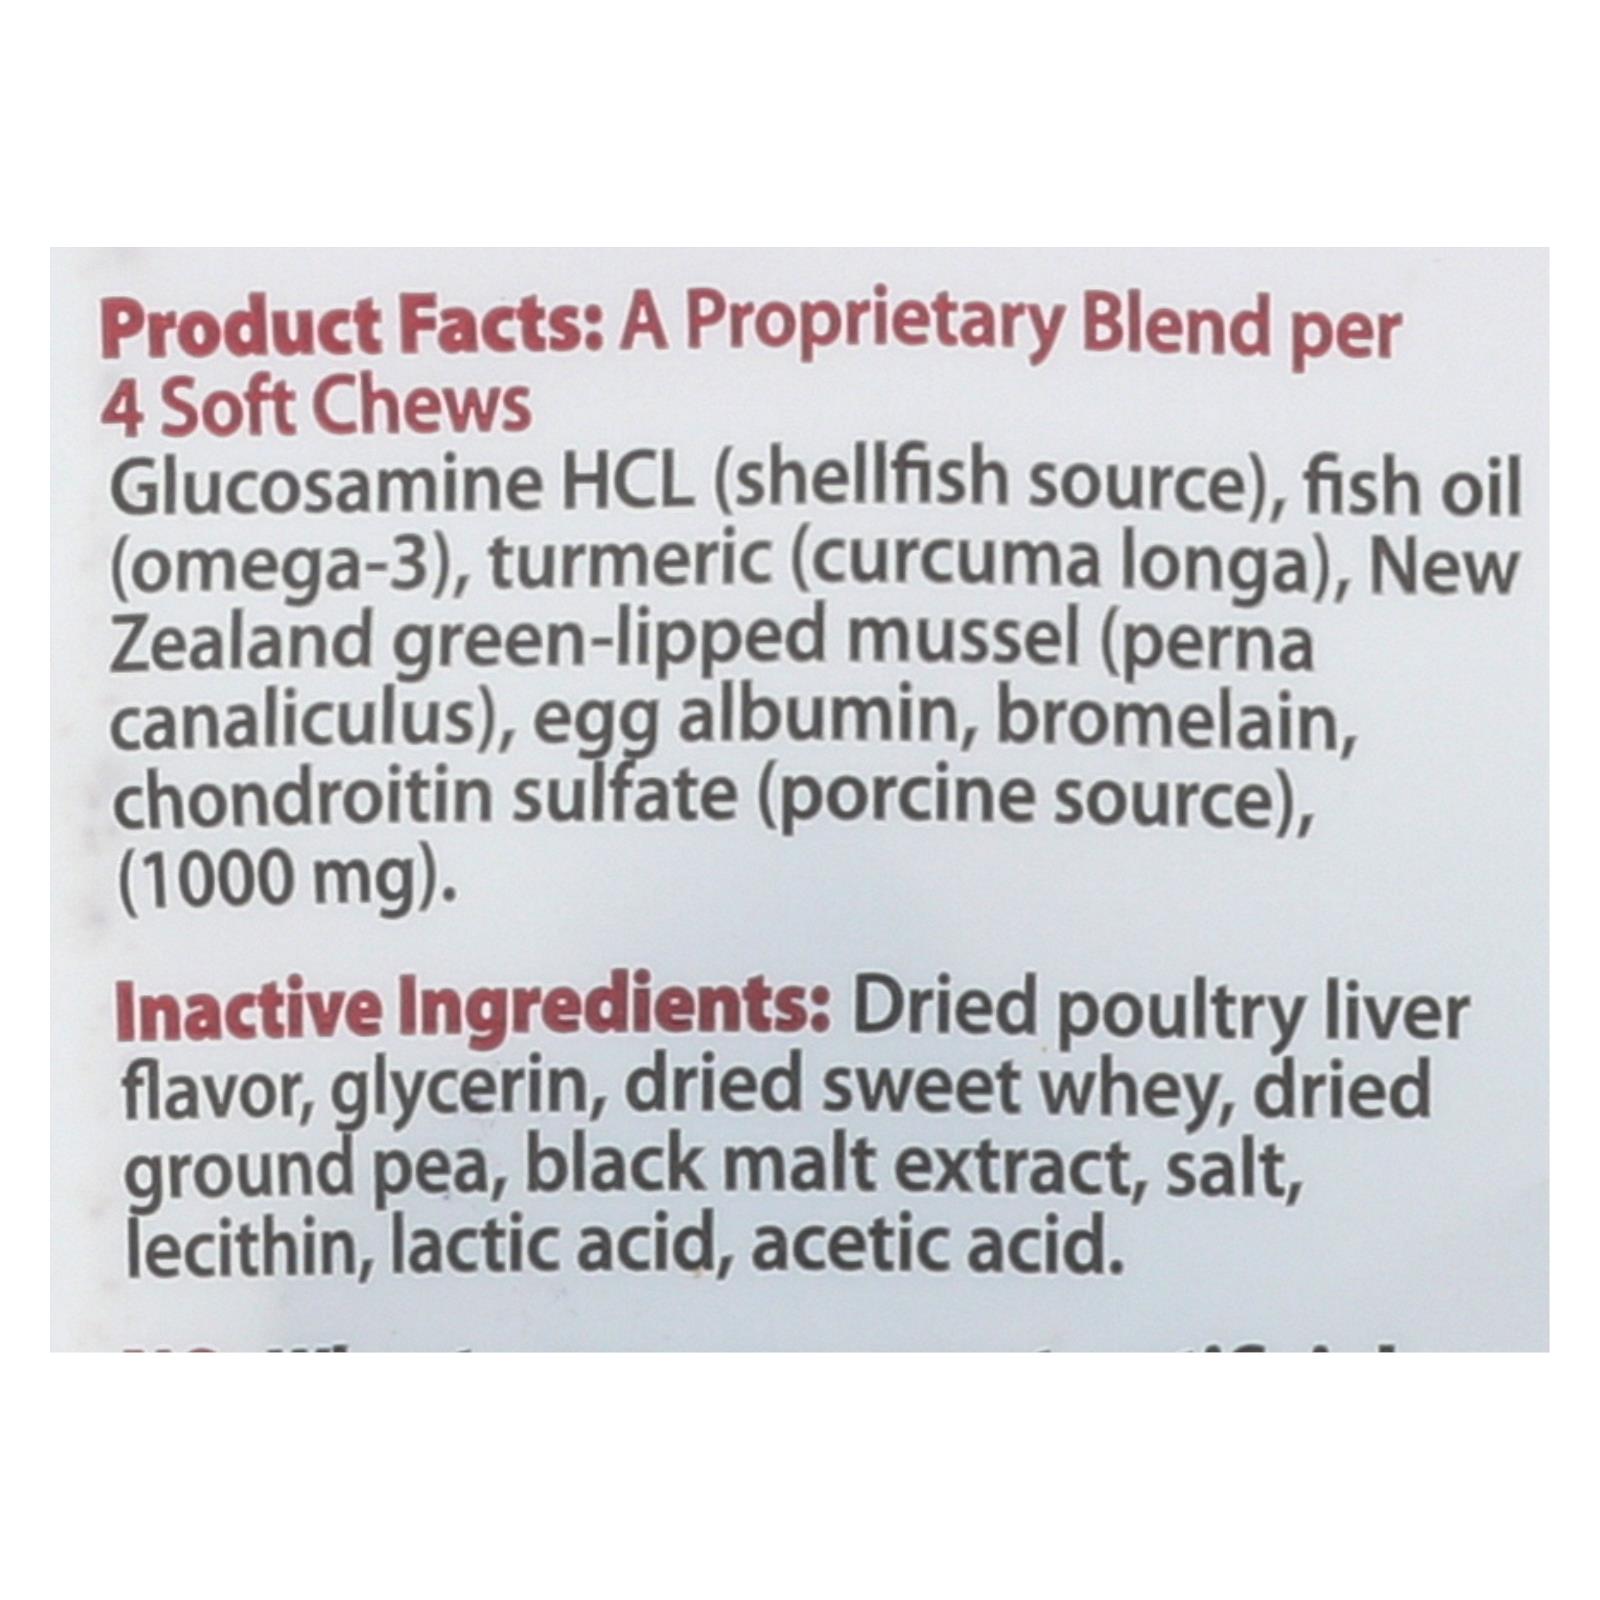 Product Facts: A Proprietary Blend per
4 Soft Chews
Glucosamine HCL (shellfish source), fish oil
(omega-3), turmeric (curcuma longa), New
Zealand green-lipped mussel (perna
canaliculus), egg albumin, bromelain,
chondroitin sulfate (porcine source),
(1000 mg).
Inactive Ingredients: Dried poultry liver
flavor, glycerin, dried sweet whey, dried
ground pea, black malt extract, salt,
lecithin, lactic acid, acetic acid.